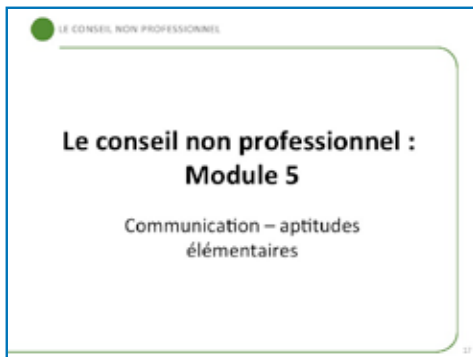 LE CONSEIL NON PROFESSIONNEL
Le conseil non professionnel :
Module 5
Communication – aptitudes
élémentaires